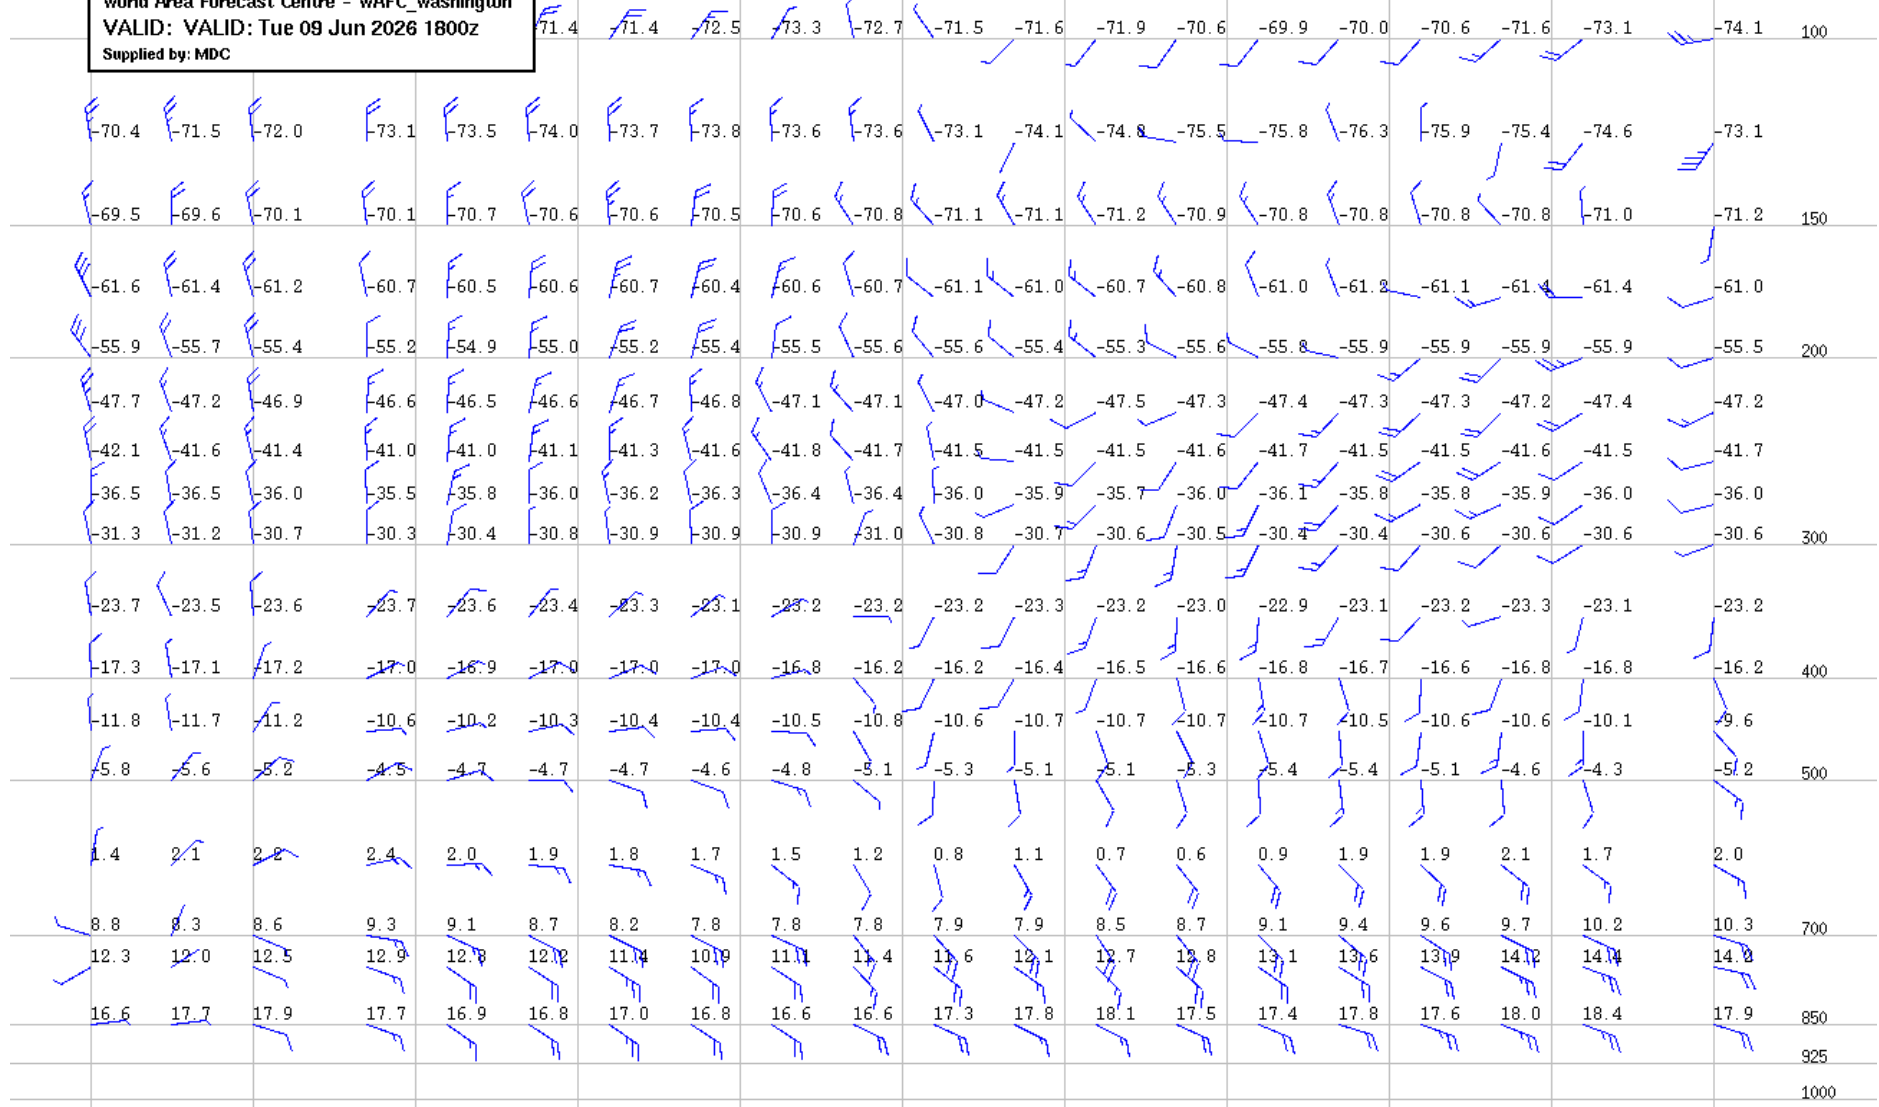 World Area Forecast Centre - WAFC_Washington
VALID: VALID: Tue 09 Jun 2026 1800z
Supplied by: MDC
71.4 -71.4 -72.5 -73.3 -72.7 -71.5 -71.6 -71.9 -70.6 -69.9 -70.0 -70.6 -71.6 -73.1 -74.1 100
-70.4 -71.5 -72.0 -73.1 -73.5 -74.0 -73.7 -73.8 -73.6 -73.6 -73.1 -74.1 -74.8 -75.5 -75.8 -76.3 -75.9 -75.4 -74.6 -73.1
-69.5 -69.6 -70.1 -70.1 -70.7 -70.6 -70.6 -70.5 -70.6 -70.8 -71.1 -71.1 -71.2 -70.9 -70.8 -70.8 -70.8 -70.8 -71.0 -71.2 150
-61.6 -61.4 -61.2 -60.7 -60.5 -60.6 -60.7 -60.4 -60.6 -60.7 -61.1 -61.0 -60.7 -60.8 -61.0 -61.2 -61.1 -61.4 -61.4 -61.0
-55.9 -55.7 -55.4 -55.2 -54.9 -55.0 -55.2 -55.4 -55.5 -55.6 -55.6 -55.4 -55.3 -55.6 -55.8 -55.9 -55.9 -55.9 -55.9 -55.5 200
-47.7 -47.2 -46.9 -46.6 -46.5 -46.6 -46.7 -46.8 -47.1 -47.1 -47.0 -47.2 -47.5 -47.3 -47.4 -47.3 -47.3 -47.2 -47.4 -47.2
-42.1 -41.6 -41.4 -41.0 -41.0 -41.1 -41.3 -41.6 -41.8 -41.7 -41.5 -41.5 -41.5 -41.6 -41.7 -41.5 -41.5 -41.6 -41.5 -41.7
-36.5 -36.5 -36.0 -35.5 -35.8 -36.0 -36.2 -36.3 -36.4 -36.4 -36.0 -35.9 -35.7 -36.0 -36.1 -35.8 -35.8 -35.9 -36.0 -36.0
-31.3 -31.2 -30.7 -30.3 -30.4 -30.8 -30.9 -30.9 -30.9 -31.0 -30.8 -30.7 -30.6 -30.5 -30.4 -30.4 -30.6 -30.6 -30.6 -30.6 300
-23.7 -23.5 -23.6 -23.7 -23.6 -23.4 -23.3 -23.1 -23.2 -23.2 -23.2 -23.3 -23.2 -23.0 -22.9 -23.1 -23.2 -23.3 -23.1 -23.2
-17.3 -17.1 -17.2 -17.0 -16.9 -17.0 -17.0 -17.0 -16.8 -16.2 -16.2 -16.4 -16.5 -16.6 -16.8 -16.7 -16.6 -16.8 -16.8 -16.2 400
-11.8 -11.7 -11.2 -10.6 -10.2 -10.3 -10.4 -10.4 -10.5 -10.8 -10.6 -10.7 -10.7 -10.7 -10.7 -10.5 -10.6 -10.6 -10.1 -9.6
-5.8 -5.6 -5.2 -4.5 -4.7 -4.7 -4.7 -4.6 -4.8 -5.1 -5.3 -5.1 -5.1 -5.3 -5.4 -5.4 -5.1 -4.6 -4.3 -5.2 500
1.4 2.1 2.2 2.4 2.0 1.9 1.8 1.7 1.5 1.2 0.8 1.1 0.7 0.6 0.9 1.9 1.9 2.1 1.7 2.0
8.8 8.3 8.6 9.3 9.1 8.7 8.2 7.8 7.8 7.8 7.9 7.9 8.5 8.7 9.1 9.4 9.6 9.7 10.2 10.3 700
12.3 12.0 12.5 12.9 12.8 12.2 11.4 10.9 11.1 11.4 11.6 12.1 12.7 12.8 13.1 13.6 13.9 14.2 14.4
16.6 17.7 17.9 17.7 16.9 16.8 17.0 16.8 16.6 16.6 17.3 17.8 18.1 17.5 17.4 17.8 17.6 18.0 18.4 17.9 850
925
1000